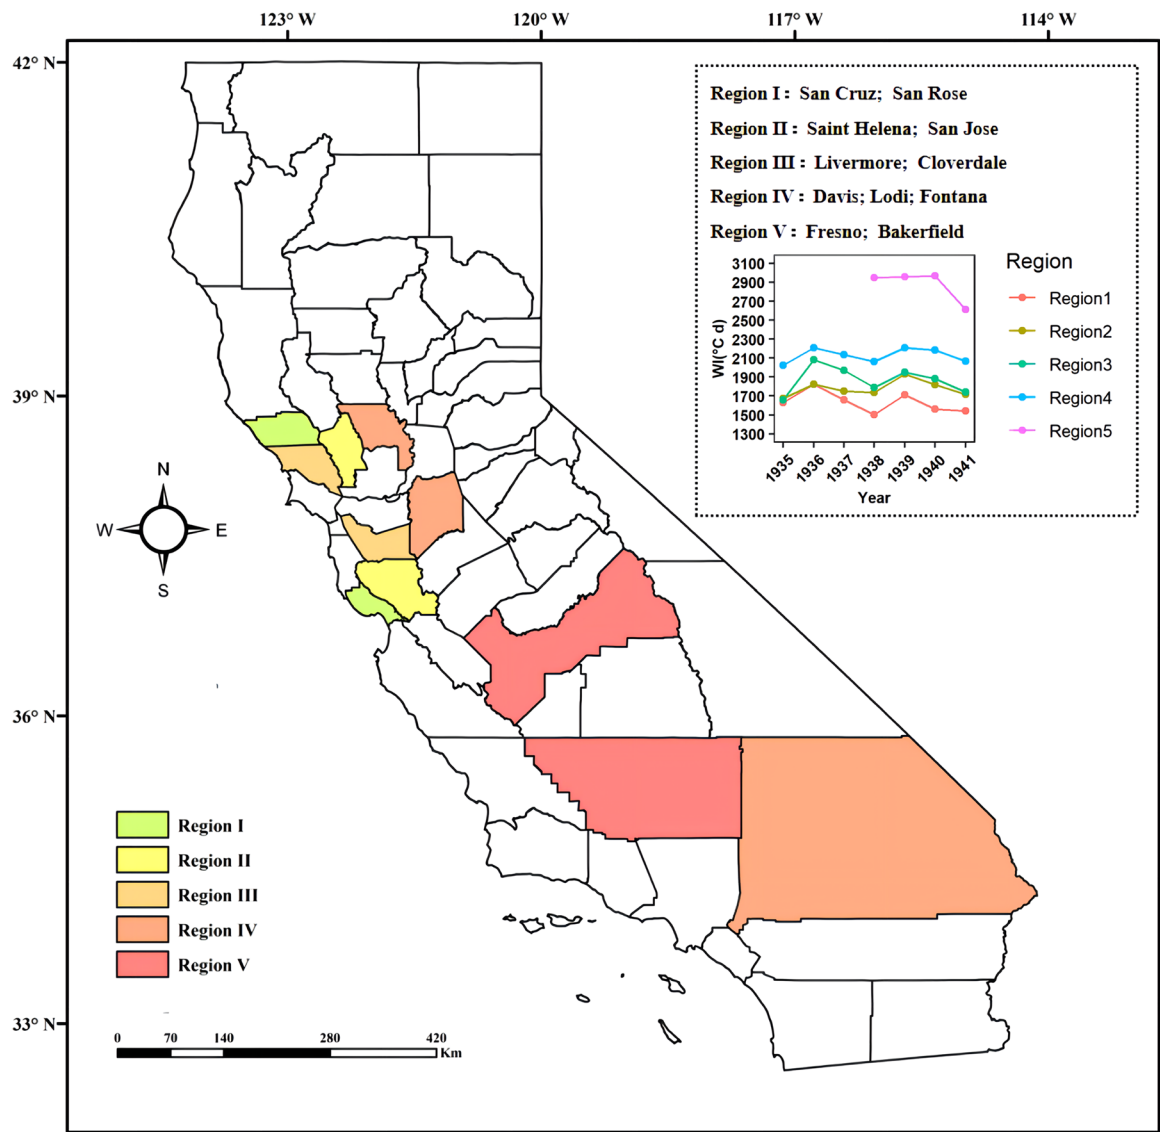 123° W 120° W 117° W 114° W
42° N
39° N
36° N
33° N
Region I： San Cruz; San Rose
Region II： Saint Helena; San Jose
Region III： Livermore; Cloverdale
Region IV： Davis; Lodi; Fontana
Region V： Fresno; Bakerfield
WI(°C d)
3100
2900
2700
2500
2300
2100
1900
1700
1500
1300
1935 1936 1937 1938 1939 1940 1941
Year
Region
Region1
Region2
Region3
Region4
Region5
N
W E
S
Region I
Region II
Region III
Region IV
Region V
0 70 140 280 420
Km